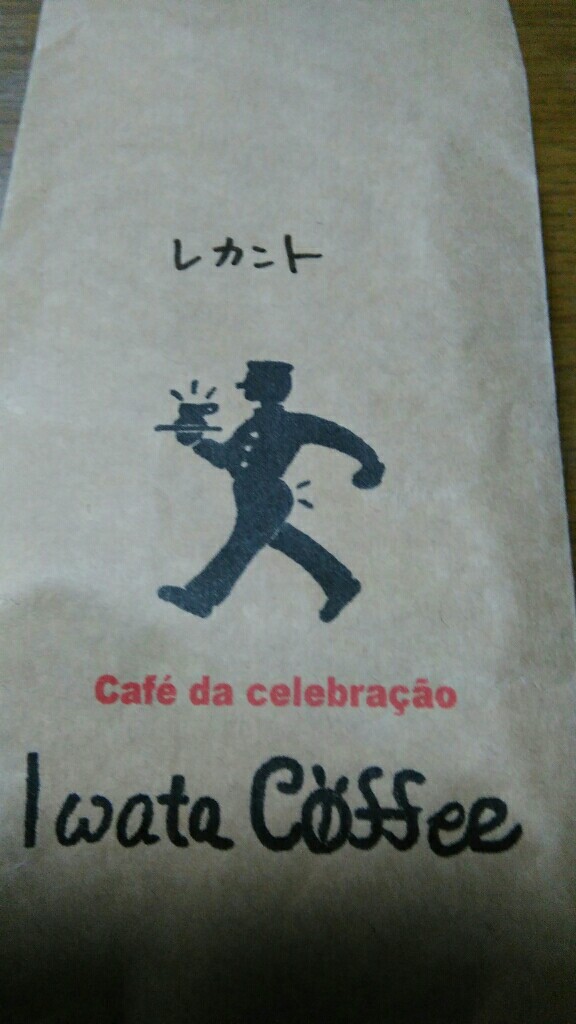 レカント
Café da celebração
Iwata Coffee